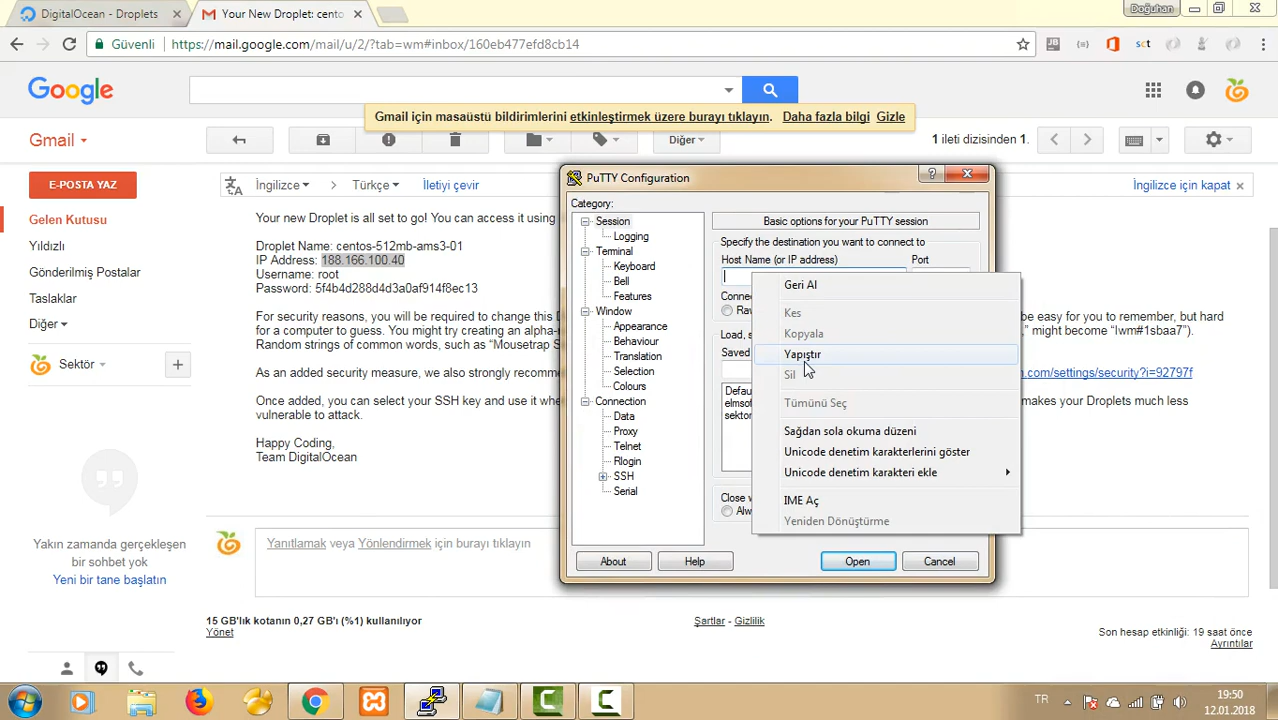 DigitalOcean - Droplets
Your New Droplet: cento
Doğuhan
Güvenli
https://mail.google.com/mail/u/2/?tab=wm#inbox/160eb477efd8cb14
JB
sct
Google
Gmail için masaüstü bildirimlerini etkinleştirmek üzere burayı tıklayın. Daha fazla bilgi Gizle
Gmail
Diğer
1 ileti dizisinden 1.
E-POSTA YAZ
Gelen Kutusu
Yıldızlı
Gönderilmiş Postalar
Taslaklar
Diğer
Sektör
Yakın zamanda gerçekleşen
bir sohbet yok
Yeni bir tane başlatın
İngilizce
Türkçe
İletiyi çevir
İngilizce için kapat
Your new Droplet is all set to go! You can access it using
Droplet Name: centos-512mb-ams3-01
IP Address: 188.166.100.40
Username: root
Password: 5f4b4d288d4d3a0af914f8ec13
For security reasons, you will be required to change this D
be easy for you to remember, but hard
for a computer to guess. You might try creating an alpha-
" might become "Iwm#1sbaa7").
Random strings of common words, such as "Mousetrap S
As an added security measure, we also strongly recomme
m.com/settings/security?i=92797f
Once added, you can select your SSH key and use it whe
makes your Droplets much less
vulnerable to attack.
Happy Coding,
Team DigitalOcean
PuTTY Configuration
Category:
Session
Logging
Terminal
Keyboard
Bell
Features
Window
Appearance
Behaviour
Translation
Selection
Colours
Connection
Data
Proxy
Telnet
Rlogin
SSH
Serial
Basic options for your PuTTY session
Specify the destination you want to connect to
Host Name (or IP address)
Port
Conne
Raw
Load, s
Saved
Defau
elmsof
sektor
Close w
Alw
About
Help
Open
Cancel
Geri Al
Kes
Kopyala
Yapıştır
Sil
Tümünü Seç
Sağdan sola okuma düzeni
Unicode denetim karakterlerini göster
Unicode denetim karakteri ekle
IME Aç
Yeniden Dönüştürme
Yanıtlamak veya Yönlendirmek için burayı tıklayın
15 GB'lık kotanın 0,27 GB'ı (%1) kullanılıyor
Yönet
Şartlar - Gizlilik
Son hesap etkinliği: 19 saat önce
Ayrıntılar
TR
19:50
12.01.2018